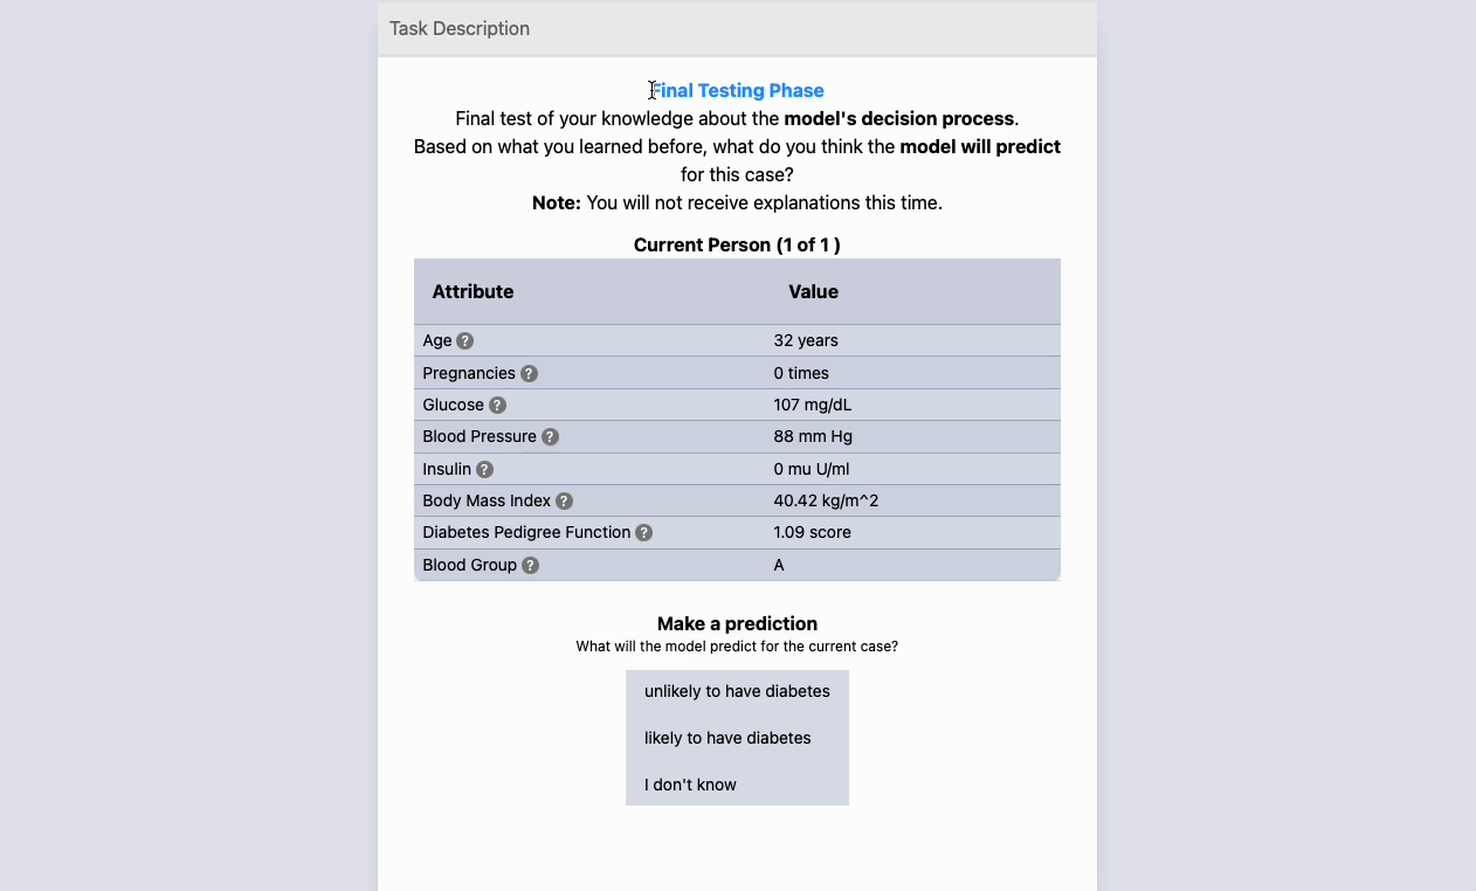 Task Description
Final Testing Phase
Final test of your knowledge about the model's decision process.
Based on what you learned before, what do you think the model will predict
for this case?
Note: You will not receive explanations this time.
Current Person (1 of 1 )
Attribute Value
Age ? 32 years
Pregnancies ? 0 times
Glucose ? 107 mg/dL
Blood Pressure ? 88 mm Hg
Insulin ? 0 mu U/ml
Body Mass Index ? 40.42 kg/m^2
Diabetes Pedigree Function ? 1.09 score
Blood Group ? A
Make a prediction
What will the model predict for the current case?
unlikely to have diabetes
likely to have diabetes
I don't know